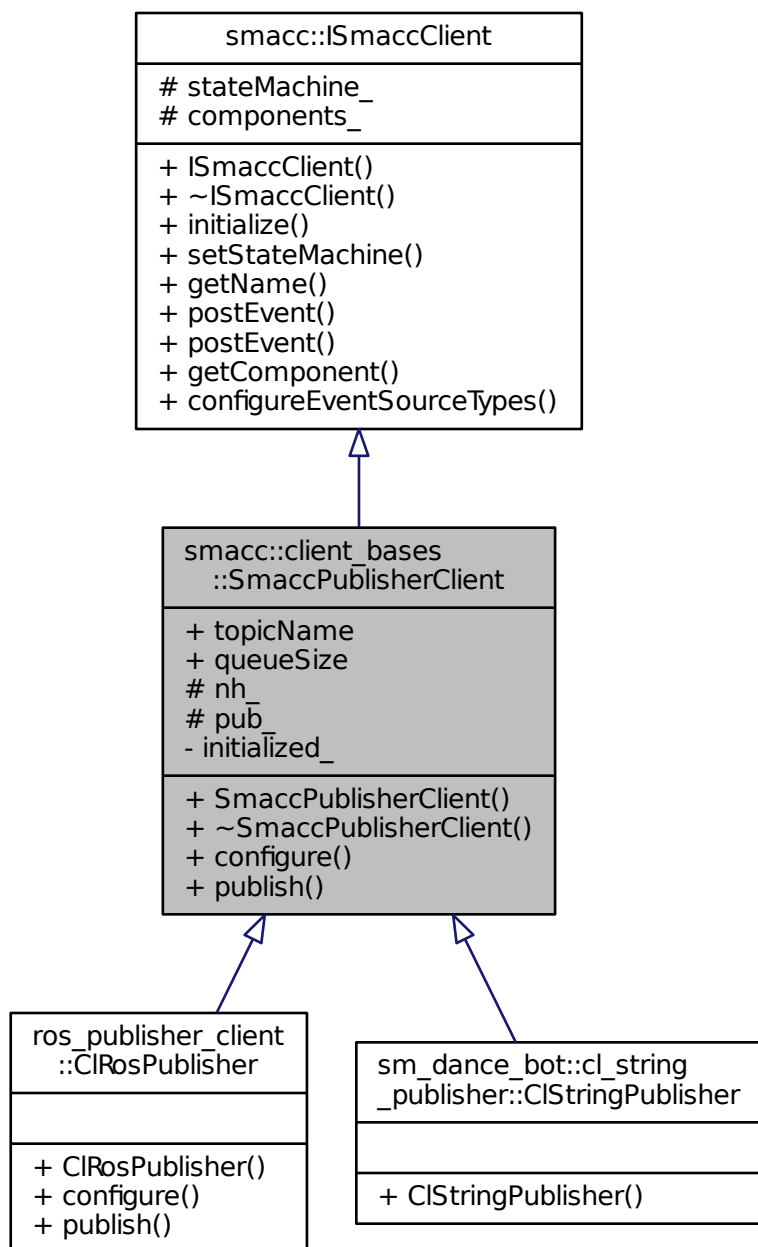 smacc::ISmaccClient
# stateMachine_
# components_
+ ISmaccClient()
+ ~ISmaccClient()
+ initialize()
+ setStateMachine()
+ getName()
+ postEvent()
+ postEvent()
+ getComponent()
+ configureEventSourceTypes()
smacc::client_bases
::SmaccPublisherClient
+ topicName
+ queueSize
# nh_
# pub_
- initialized_
+ SmaccPublisherClient()
+ ~SmaccPublisherClient()
+ configure()
+ publish()
ros_publisher_client
::ClRosPublisher
+ ClRosPublisher()
+ configure()
+ publish()
sm_dance_bot::cl_string
_publisher::ClStringPublisher
+ ClStringPublisher()